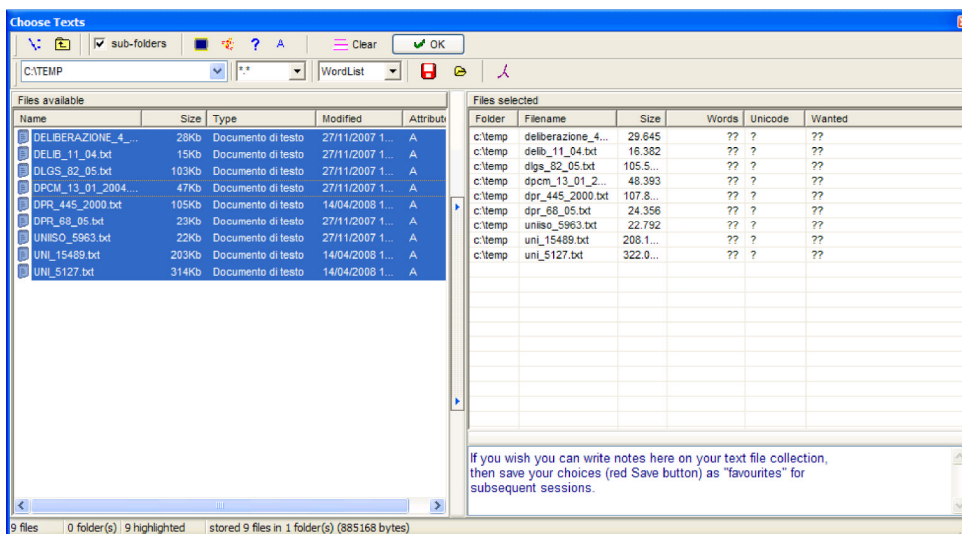 Choose Texts
sub-folders ? A Clear OK
C:\TEMP *.* WordList
Files available
Name Size Type Modified Attribut
DELIBERAZIONE_4_... 28Kb Documento di testo 27/11/2007 1... A
DELIB_11_04.txt 15Kb Documento di testo 27/11/2007 1... A
DLGS_82_05.txt 103Kb Documento di testo 27/11/2007 1... A
DPCM_13_01_2004.... 47Kb Documento di testo 27/11/2007 1... A
DPR_445_2000.txt 105Kb Documento di testo 14/04/2008 1... A
DPR_68_05.txt 23Kb Documento di testo 27/11/2007 1... A
UNIISO_5963.txt 22Kb Documento di testo 27/11/2007 1... A
UNI_15489.txt 203Kb Documento di testo 14/04/2008 1... A
UNI_5127.txt 314Kb Documento di testo 14/04/2008 1... A
Files selected
Folder Filename Size Words Unicode Wanted
c:\temp deliberazione_4... 29.645 ?? ? ??
c:\temp delib_11_04.txt 16.382 ?? ? ??
c:\temp dlgs_82_05.txt 105.5... ?? ? ??
c:\temp dpcm_13_01_2... 48.393 ?? ? ??
c:\temp dpr_445_2000.txt 107.8... ?? ? ??
c:\temp dpr_68_05.txt 24.356 ?? ? ??
c:\temp uniiso_5963.txt 22.792 ?? ? ??
c:\temp uni_15489.txt 208.1... ?? ? ??
c:\temp uni_5127.txt 322.0... ?? ? ??
If you wish you can write notes here on your text file collection,
then save your choices (red Save button) as "favourites" for
subsequent sessions.
9 files 0 folder(s) 9 highlighted stored 9 files in 1 folder(s) (885168 bytes)